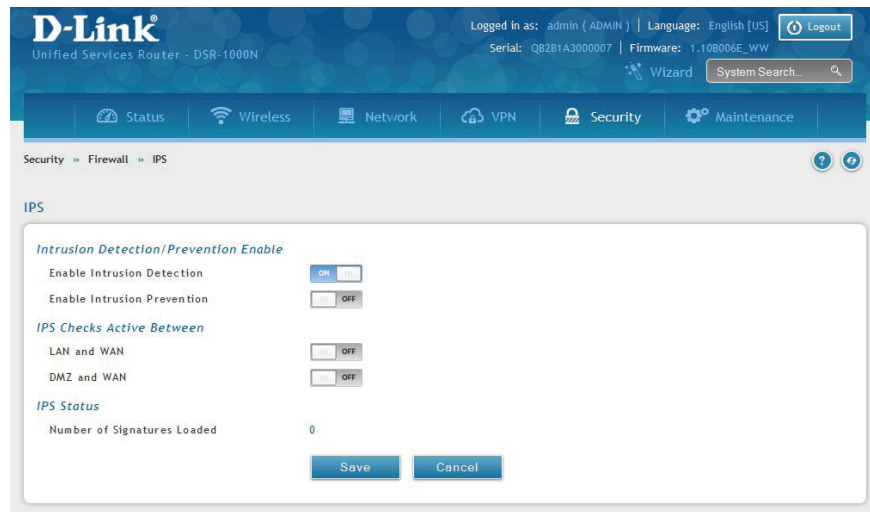 D-Link
Unified Services Router - DSR-1000N
Logged in as: admin ( ADMIN ) | Language: English [US]
Logout
Serial: QB2B1A3000007 | Firmware: 1.10B006E_WW
Wizard
System Search...
Status
Wireless
Network
VPN
Security
Maintenance
Security » Firewall » IPS
?
IPS
Intrusion Detection/Prevention Enable
Enable Intrusion Detection ON
Enable Intrusion Prevention OFF
IPS Checks Active Between
LAN and WAN OFF
DMZ and WAN OFF
IPS Status
Number of Signatures Loaded 0
Save Cancel